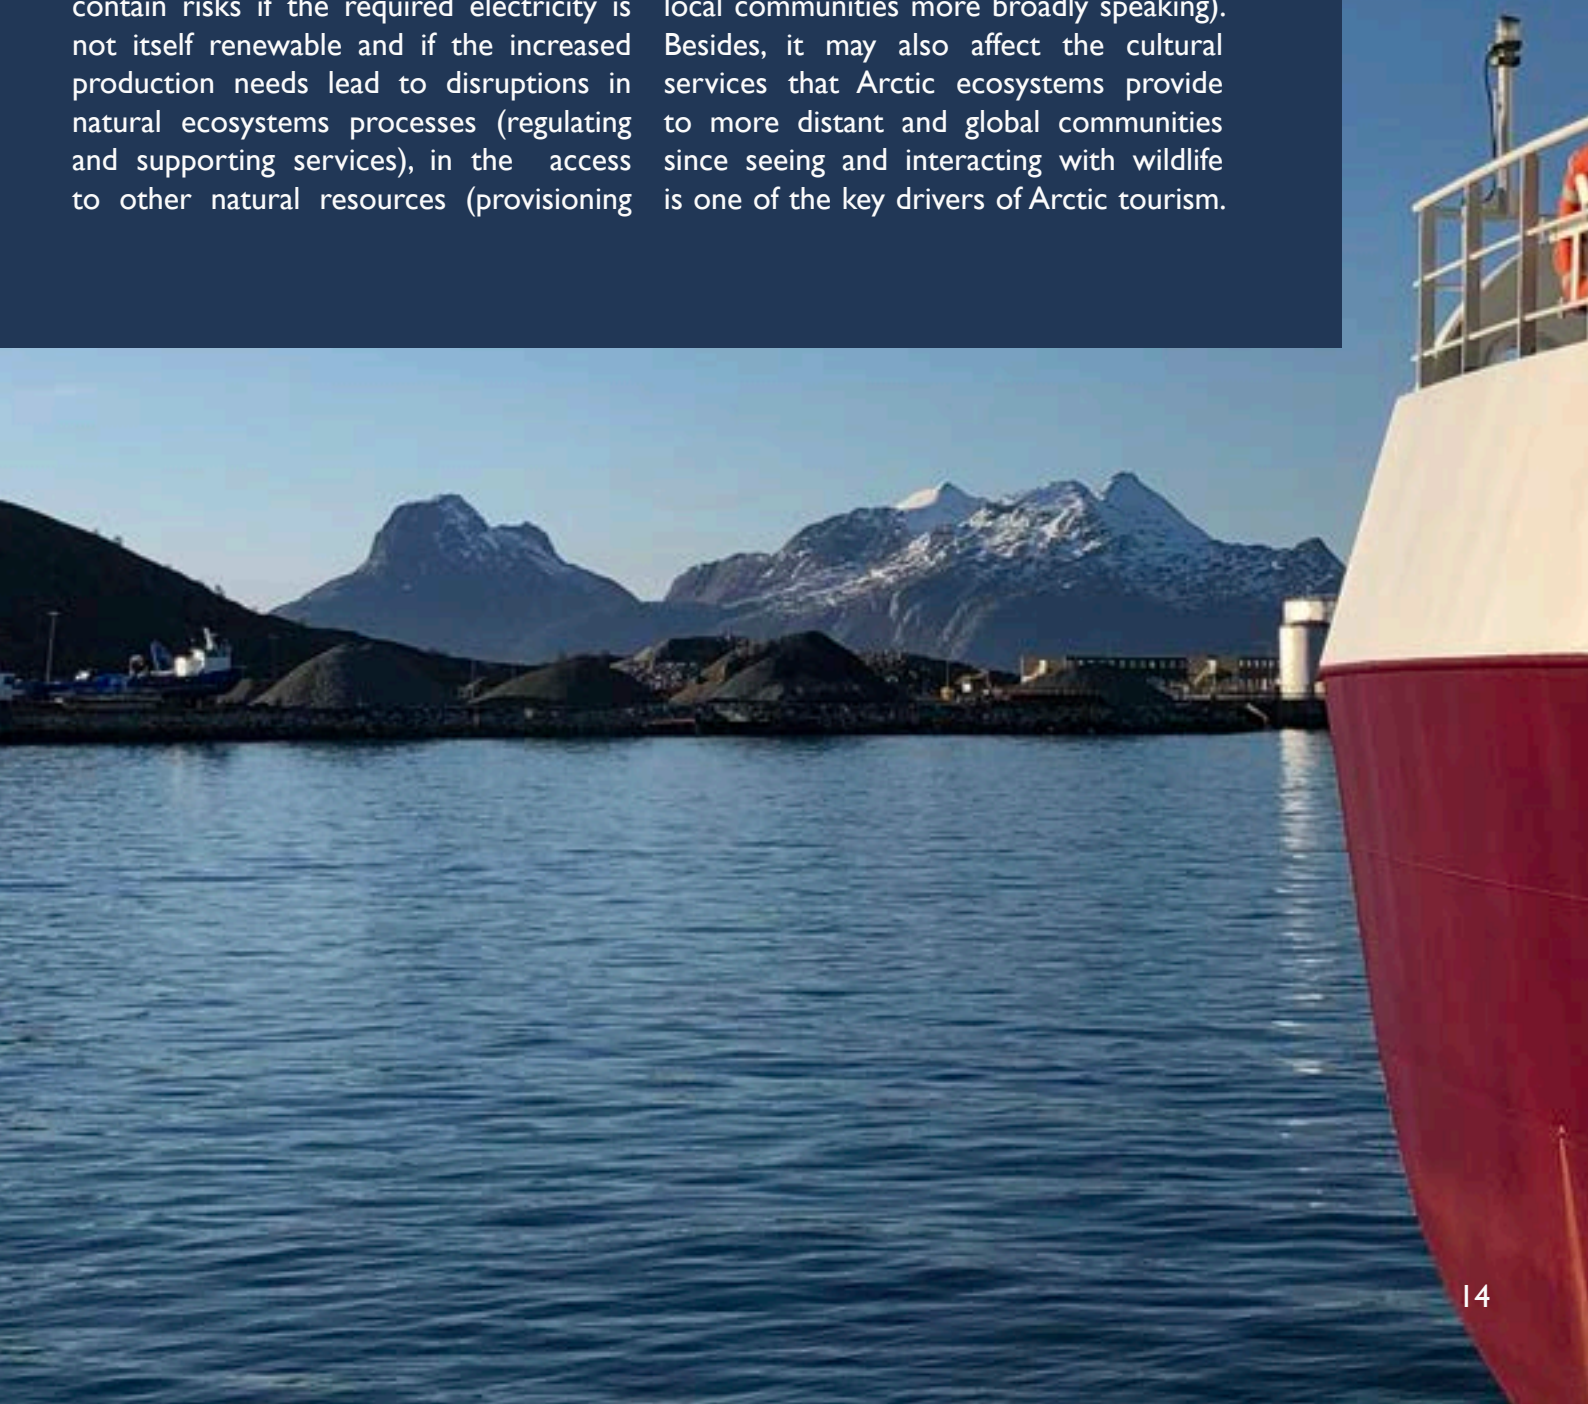 contain risks if the required electricity is
not itself renewable and if the increased
production needs lead to disruptions in
natural ecosystems processes (regulating
and supporting services), in the access
to other natural resources (provisioning
local communities more broadly speaking).
Besides, it may also affect the cultural
services that Arctic ecosystems provide
to more distant and global communities
since seeing and interacting with wildlife
is one of the key drivers of Arctic tourism.
14